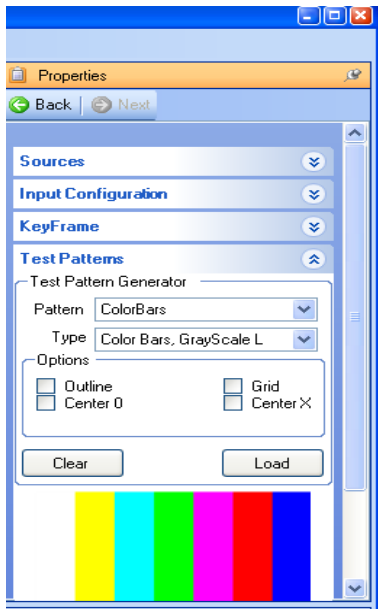 Properties
Back Next
Sources
Input Configuration
KeyFrame
Test Patterns
Test Pattern Generator
Pattern ColorBars
Type Color Bars, GrayScale L
Options
Outline Grid
Center O Center X
Clear Load